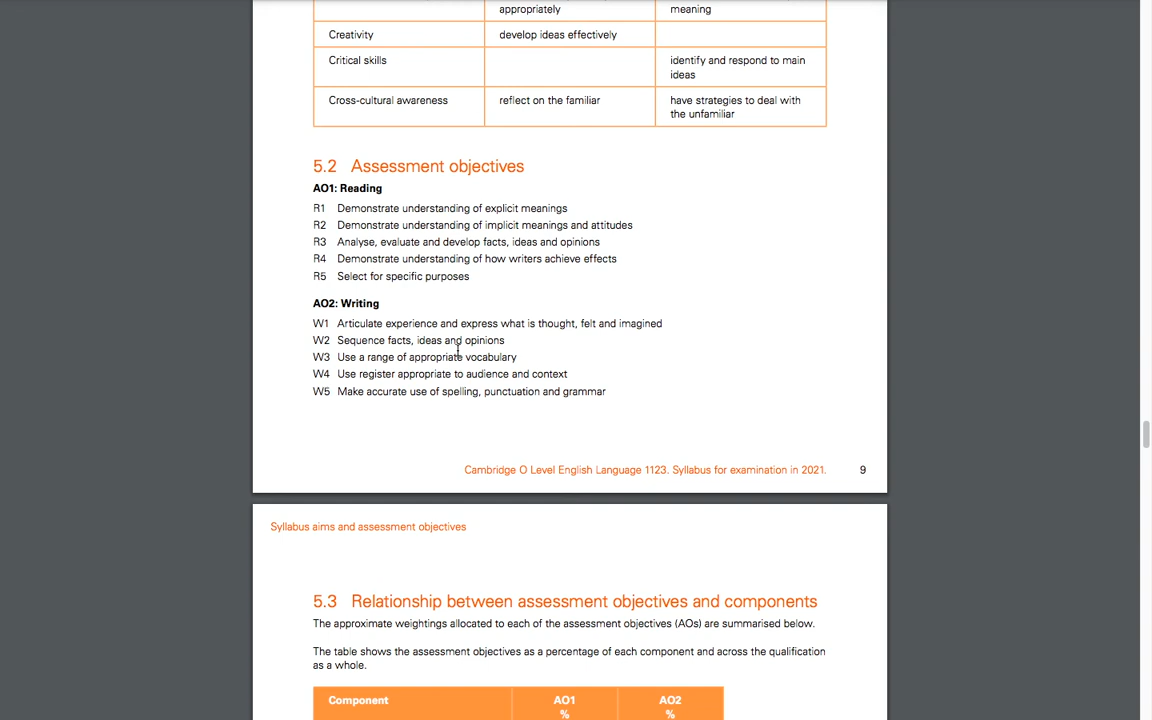 appropriately meaning
Creativity develop ideas effectively
Critical skills identify and respond to main
ideas
Cross-cultural awareness reflect on the familiar have strategies to deal with
the unfamiliar
5.2 Assessment objectives
AO1: Reading
R1 Demonstrate understanding of explicit meanings
R2 Demonstrate understanding of implicit meanings and attitudes
R3 Analyse, evaluate and develop facts, ideas and opinions
R4 Demonstrate understanding of how writers achieve effects
R5 Select for specific purposes
AO2: Writing
W1 Articulate experience and express what is thought, felt and imagined
W2 Sequence facts, ideas and opinions
W3 Use a range of appropriate vocabulary
W4 Use register appropriate to audience and context
W5 Make accurate use of spelling, punctuation and grammar
Cambridge O Level English Language 1123. Syllabus for examination in 2021. 9
Syllabus aims and assessment objectives
5.3 Relationship between assessment objectives and components
The approximate weightings allocated to each of the assessment objectives (AOs) are summarised below.
The table shows the assessment objectives as a percentage of each component and across the qualification
as a whole.
Component AO1 AO2
% %